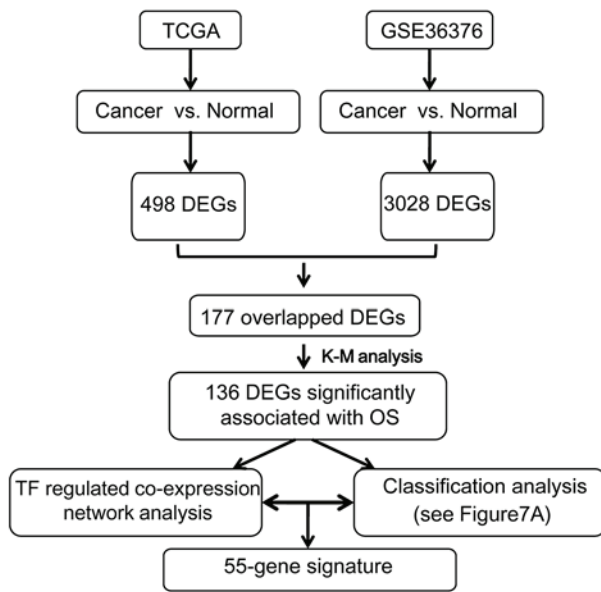 TCGA
GSE36376
Cancer vs. Normal
Cancer vs. Normal
498 DEGs
3028 DEGs
177 overlapped DEGs
K-M analysis
136 DEGs significantly
associated with OS
TF regulated co-expression
network analysis
Classification analysis
(see Figure7A)
55-gene signature